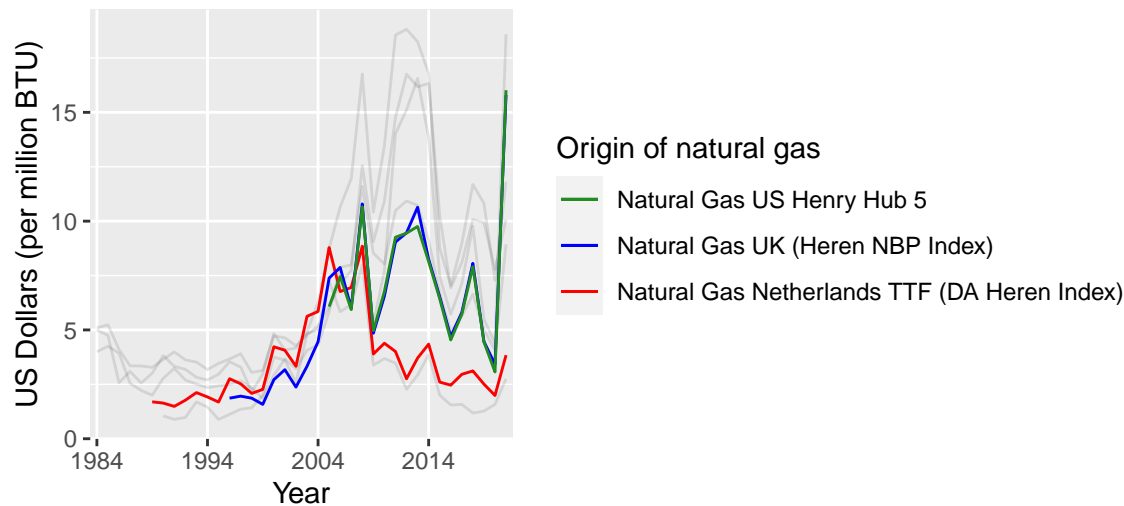 US Dollars (per million BTU)
15
10
5
0
1984
1994
2004
2014
Year
Origin of natural gas
Natural Gas US Henry Hub 5
Natural Gas UK (Heren NBP Index)
Natural Gas Netherlands TTF (DA Heren Index)